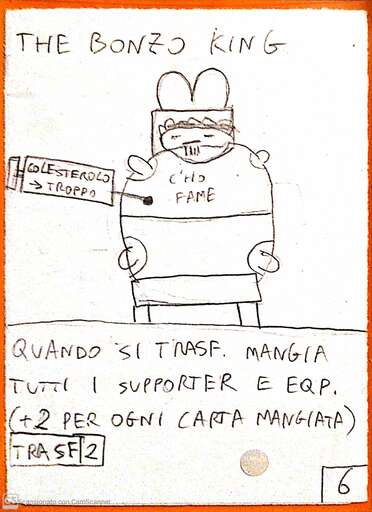 THE BONZO KING
COLESTEROLO
→ TROPPO
C'HO
FAME
QUANDO SI TRASF. MANGIA
TUTTI I SUPPORTER E EQP.
(+2 PER OGNI CARTA MANGIATA)
TRASF 2
6
CS Scansionato con CamScanner